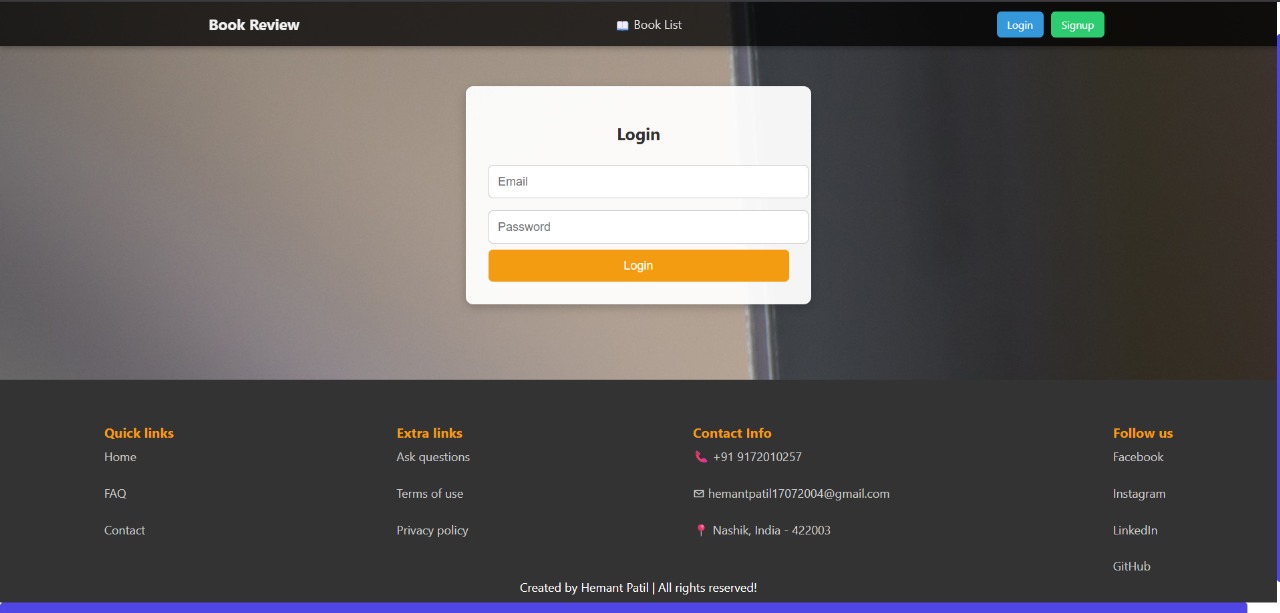 Book Review
📖 Book List
Login
Signup
Login
Email
Password
Login
Quick links
Home
FAQ
Contact
Extra links
Ask questions
Terms of use
Privacy policy
Contact Info
📞 +91 9172010257
✉ hemantpatil17072004@gmail.com
📍 Nashik, India - 422003
Follow us
Facebook
Instagram
LinkedIn
GitHub
Created by Hemant Patil | All rights reserved!